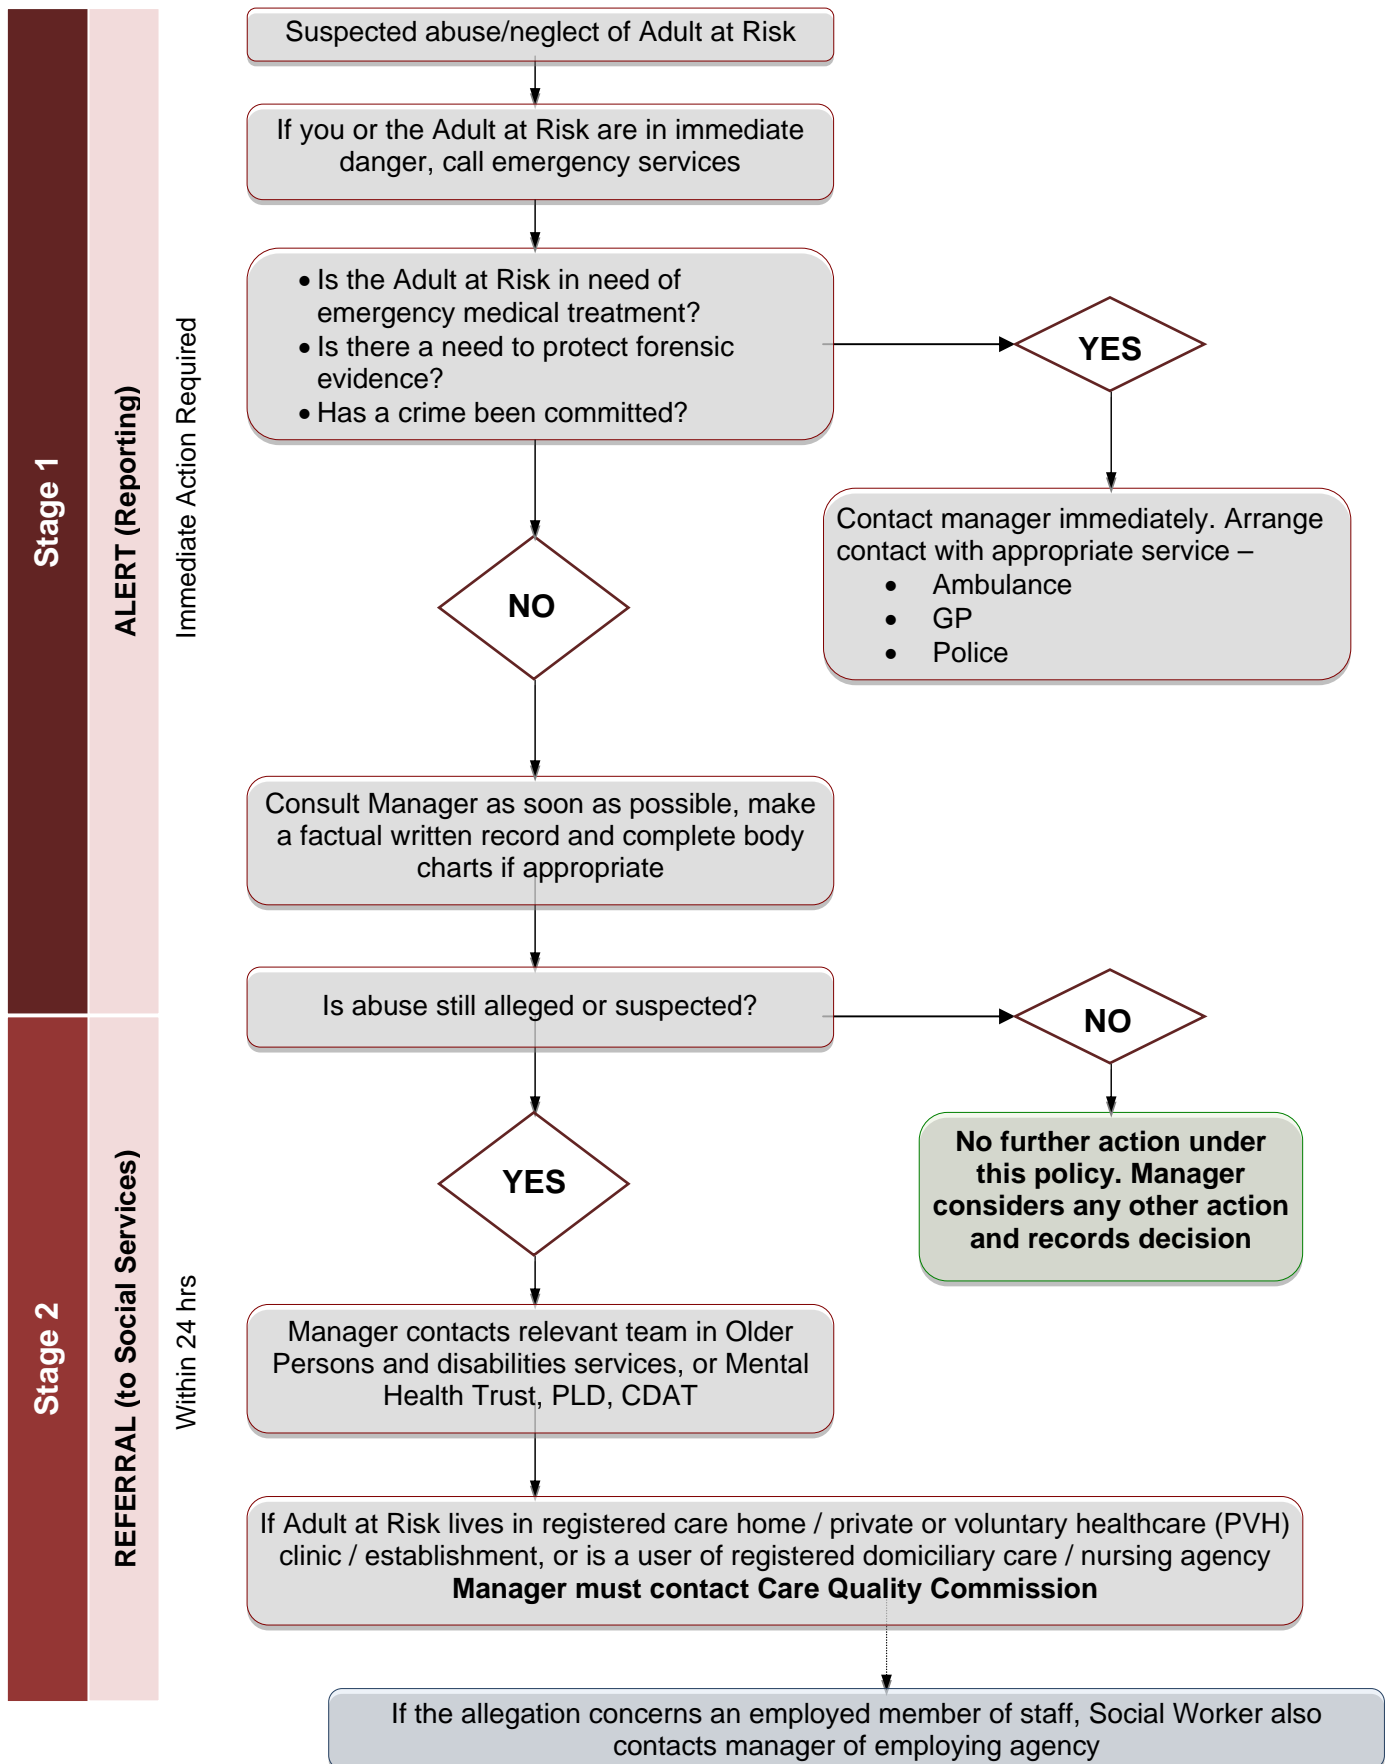 Suspected abuse/neglect of Adult at Risk
If you or the Adult at Risk are in immediate
danger, call emergency services
• Is the Adult at Risk in need of
emergency medical treatment?
• Is there a need to protect forensic
evidence?
• Has a crime been committed?
YES
Contact manager immediately. Arrange
contact with appropriate service –
• Ambulance
• GP
• Police
NO
Consult Manager as soon as possible, make
a factual written record and complete body
charts if appropriate
Is abuse still alleged or suspected?
NO
No further action under
this policy. Manager
considers any other action
and records decision
YES
Manager contacts relevant team in Older
Persons and disabilities services, or Mental
Health Trust, PLD, CDAT
If Adult at Risk lives in registered care home / private or voluntary healthcare (PVH)
clinic / establishment, or is a user of registered domiciliary care / nursing agency
Manager must contact Care Quality Commission
If the allegation concerns an employed member of staff, Social Worker also
contacts manager of employing agency
Stage 1
ALERT (Reporting)
Immediate Action Required
Stage 2
REFERRAL (to Social Services)
Within 24 hrs